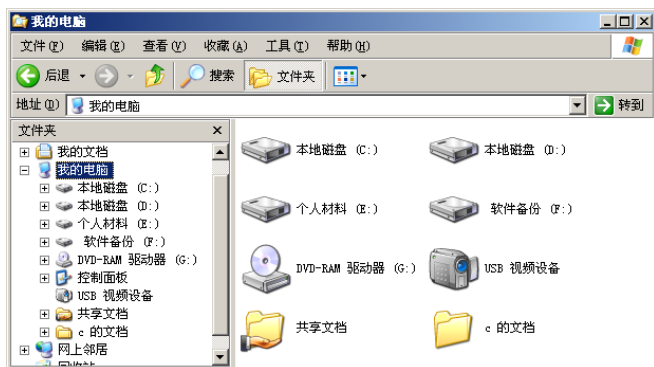 我的电脑
文件(F) 编辑(E) 查看(V) 收藏(A) 工具(T) 帮助(H)
后退 搜索 文件夹
地址(D) 我的电脑 转到
文件夹
我的文档
我的电脑
本地磁盘 (C:)
本地磁盘 (D:)
个人材料 (E:)
软件备份 (F:)
DVD-RAM 驱动器 (G:)
控制面板
USB 视频设备
共享文档
c 的文档
网上邻居
本地磁盘 (C:) 本地磁盘 (D:)
个人材料 (E:) 软件备份 (F:)
DVD-RAM 驱动器 (G:) USB 视频设备
共享文档 c 的文档